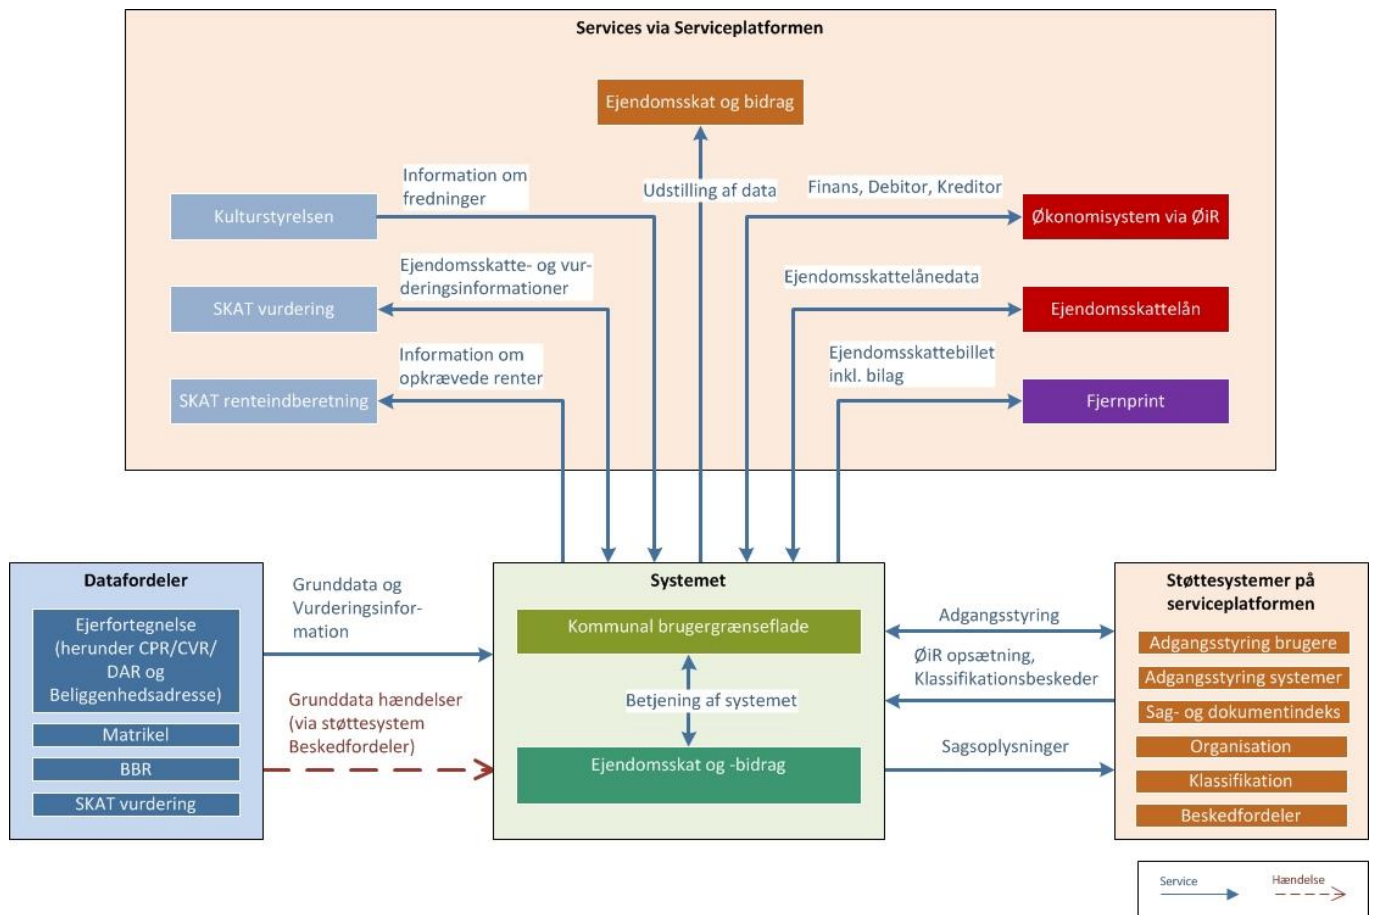 Services via Serviceplatformen
Ejendomsskat og bidrag
Information om
fredninger
Udstilling af data
Finans, Debitor, Kreditor
Kulturstyrelsen
Økonomisystem via ØiR
Ejendomsskatte- og vur-
deringsinformationer
Ejendomsskattelånedata
SKAT vurdering
Ejendomsskattelån
Information om
opkrævede renter
Ejendomsskattebillet
inkl. bilag
SKAT renteindberetning
Fjernprint
Datafordeler
Ejerfortegnelse
(herunder CPR/CVR/
DAR og
Beliggenhedsadresse)
Matrikel
BBR
SKAT vurdering
Grunddata og
Vurderingsinfor-
mation
Grunddata hændelser
(via støttesystem
Beskedfordeler)
Systemet
Kommunal brugergrænseflade
Betjening af systemet
Ejendomsskat og -bidrag
Adgangsstyring
ØiR opsætning,
Klassifikationsbeskeder
Sagsoplysninger
Støttesystemer på
serviceplatformen
Adgangsstyring brugere
Adgangsstyring systemer
Sag- og dokumentindeks
Organisation
Klassifikation
Beskedfordeler
Service
Hændelse